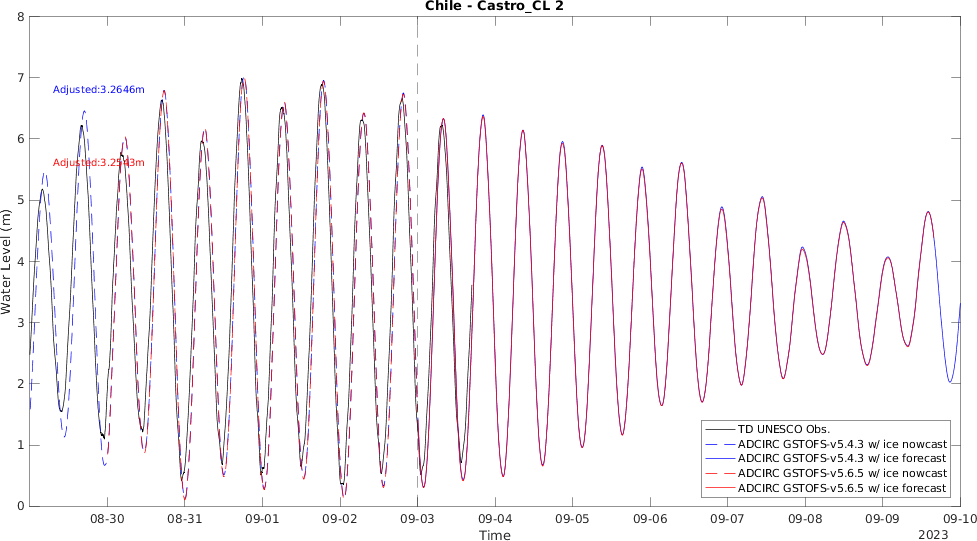 Chile - Castro_CL 2
8
7
6
5
4
3
2
1
0
Water Level (m)
Adjusted:3.2646m
Adjusted:3.2543m
TD UNESCO Obs.
ADCIRC GSTOFS-v5.4.3 w/ ice nowcast
ADCIRC GSTOFS-v5.4.3 w/ ice forecast
ADCIRC GSTOFS-v5.6.5 w/ ice nowcast
ADCIRC GSTOFS-v5.6.5 w/ ice forecast
08-30 08-31 09-01 09-02 09-03 09-04 09-05 09-06 09-07 09-08 09-09 09-10
Time
2023